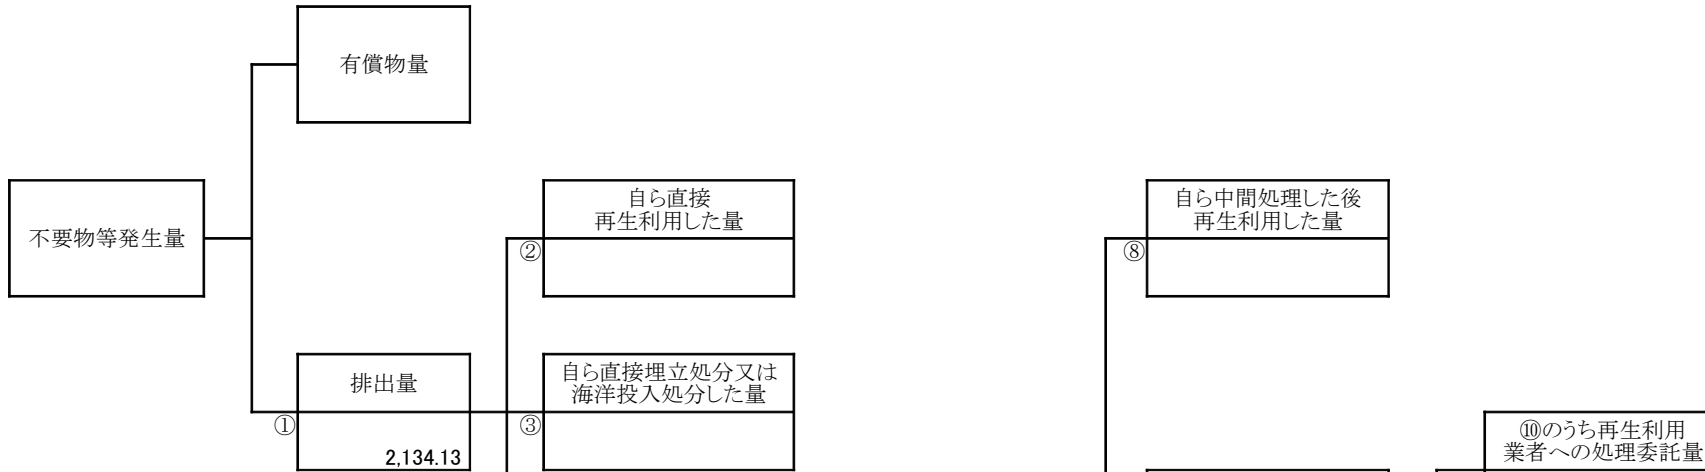 有償物量
不要物等発生量
自ら直接
再生利用した量
②
自ら中間処理した後
再生利用した量
⑧
排出量
①
2,134.13
自ら直接埋立処分又は
海洋投入処分した量
③
⑩のうち再生利用
業者への処理委託量